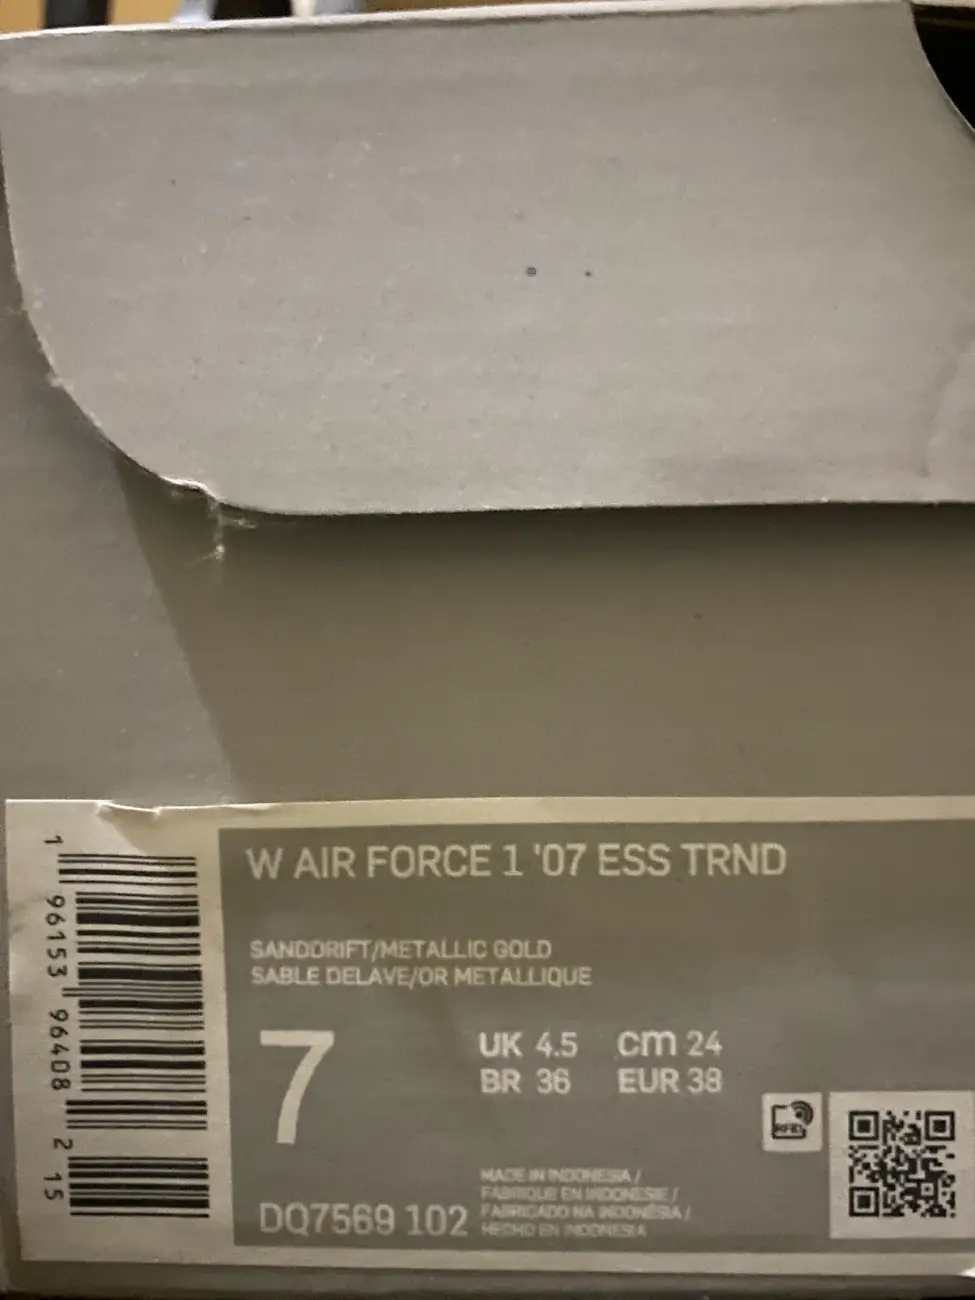 W AIR FORCE 1 '07 ESS TRND
SANDDRIFT/METALLIC GOLD
SABLE DELAVE/OR METALLIQUE
7
UK 4.5 cm 24
BR 36 EUR 38
RFID
MADE IN INDONESIA /
FABRIQUE EN INDONESIE /
FABRICADO NA INDONÉSIA /
HECHO EN INDONESIA
DQ7569 102
1 96153 96408 2 15